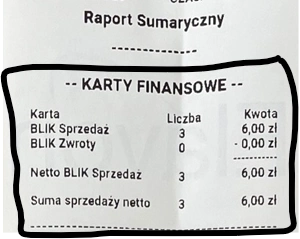 Raport Sumaryczny
------------
-- KARTY FINANSOWE --
Karta Liczba Kwota
BLIK Sprzedaż 3 6,00 zł
BLIK Zwroty 0 - 0,00 zł
----------
Netto BLIK Sprzedaż 3 6,00 zł
Suma sprzedaży netto 3 6,00 zł